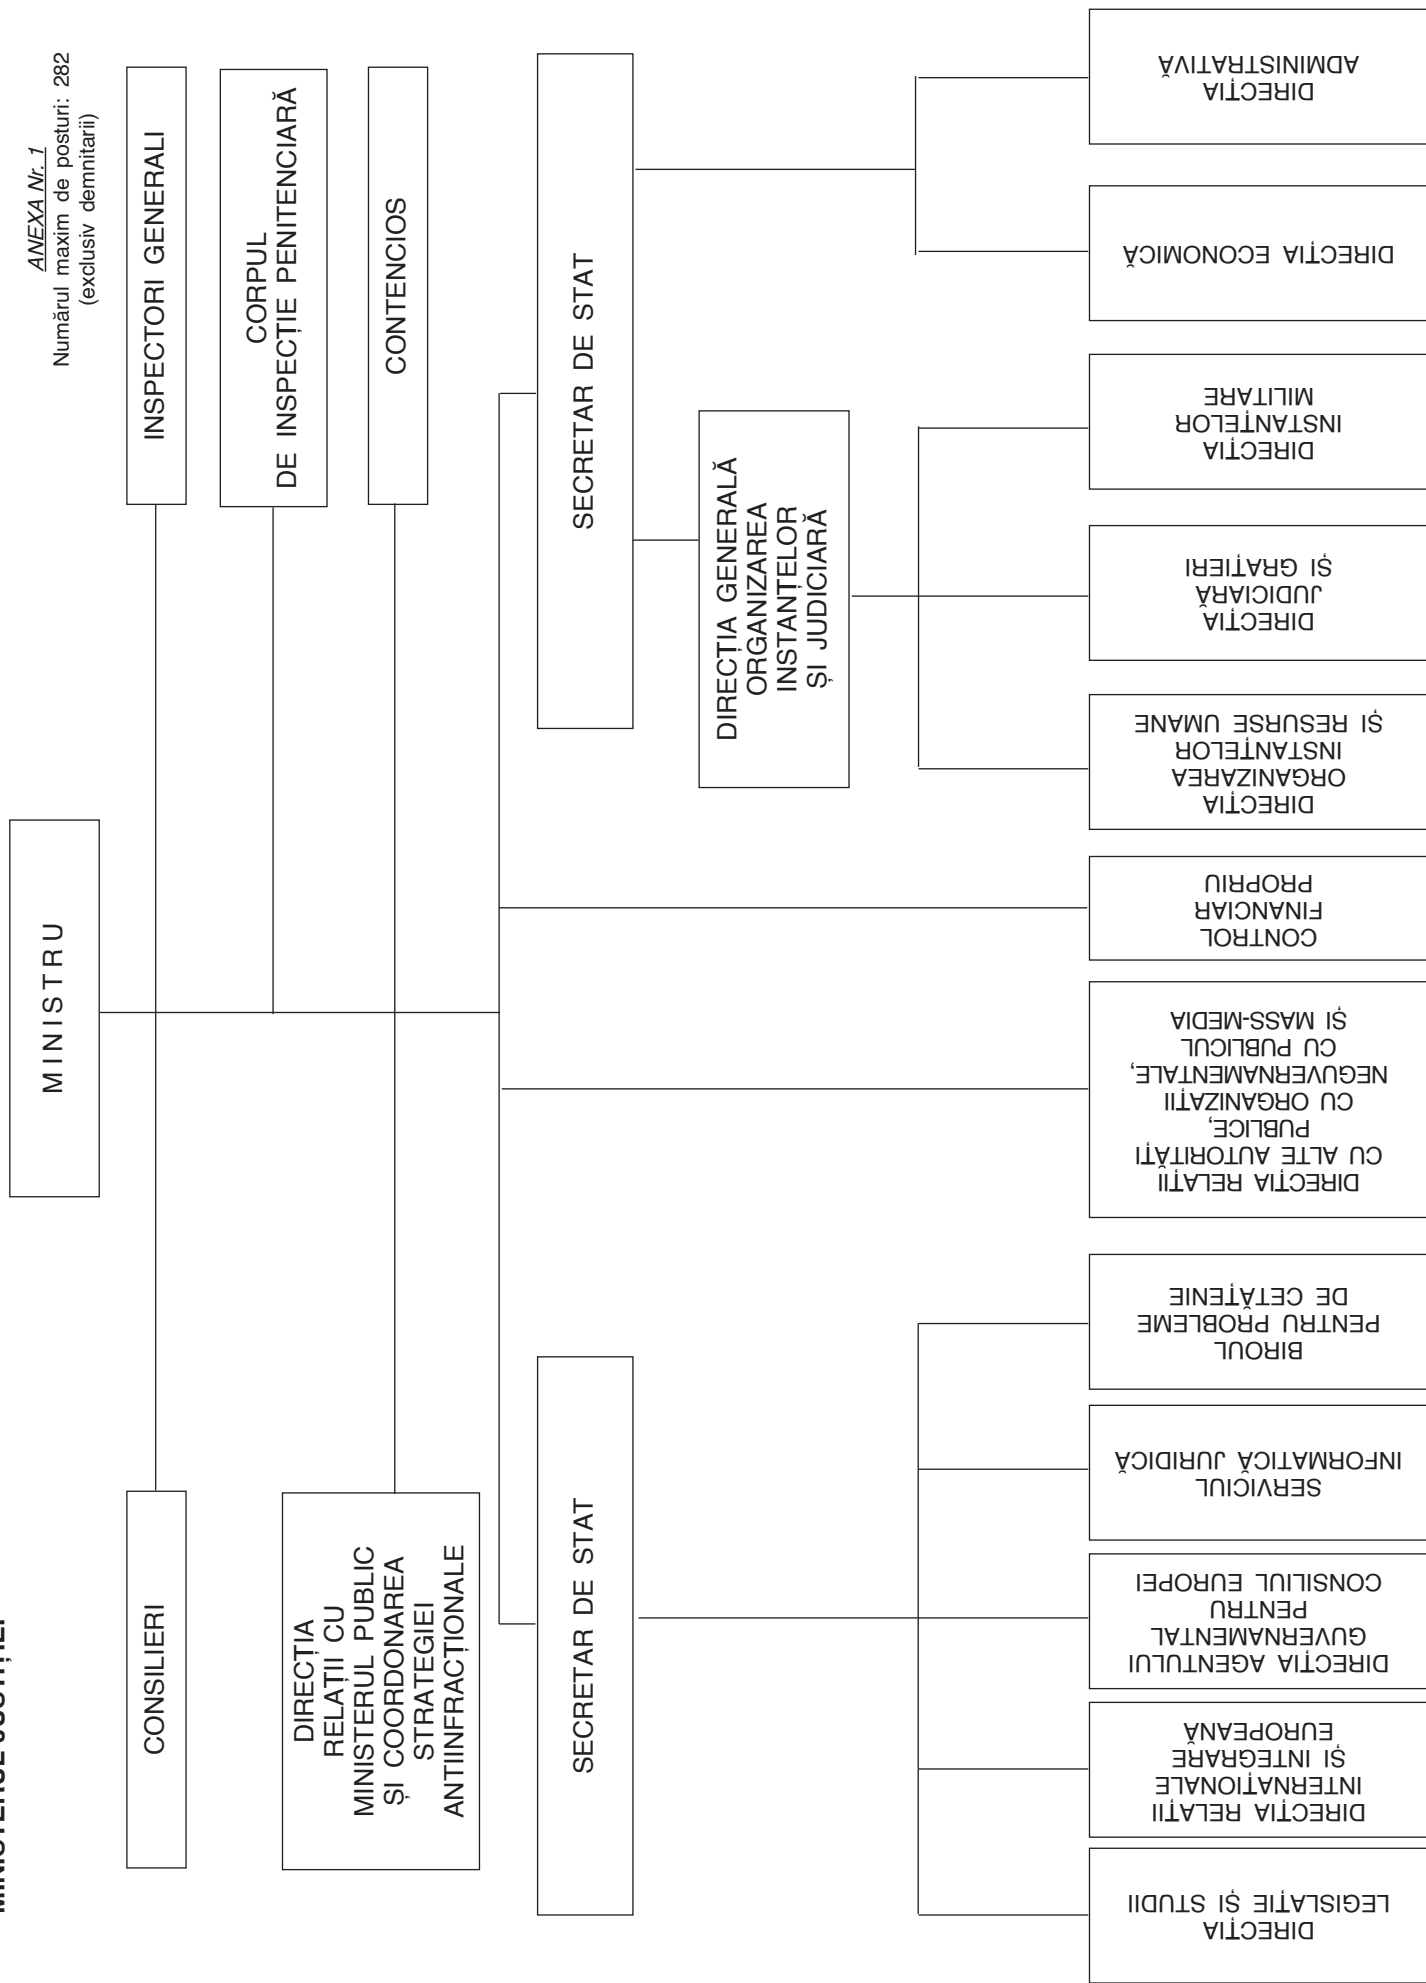 MINISTERUL JUSTIȚIEI
ANEXA Nr. 1
Numărul maxim de posturi: 282
(exclusiv demnitarii)
MINISTRU
CONSILIERI
INSPECTORI GENERALI
CORPUL
DE INSPECȚIE PENITENCIARĂ
DIRECȚIA
RELAȚII CU
MINISTERUL PUBLIC
ȘI COORDONAREA
STRATEGIEI
ANTIINFRACȚIONALE
CONTENCIOS
SECRETAR DE STAT
SECRETAR DE STAT
DIRECȚIA GENERALĂ
ORGANIZAREA
INSTANȚELOR
ȘI JUDICIARĂ
DIRECȚIA
LEGISLAȚIE ȘI STUDII
DIRECȚIA RELAȚII
INTERNAȚIONALE
ȘI INTEGRARE
EUROPEANĂ
DIRECȚIA AGENTULUI
GUVERNAMENTAL
PENTRU
CONSILIUL EUROPEI
SERVICIUL
INFORMATICĂ JURIDICĂ
BIROUL
PENTRU PROBLEME
DE CETĂȚENIE
DIRECȚIA RELAȚII
CU ALTE AUTORITĂȚI
PUBLICE,
CU ORGANIZAȚII
NEGUVERNAMENTALE,
CU PUBLICUL
ȘI MASS-MEDIA
CONTROL
FINANCIAR
PROPRIU
DIRECȚIA
ORGANIZAREA
INSTANȚELOR
ȘI RESURSE UMANE
DIRECȚIA
JUDICIARĂ
ȘI GRAȚIERI
DIRECȚIA
INSTANȚELOR
MILITARE
DIRECȚIA ECONOMICĂ
DIRECȚIA
ADMINISTRATIVĂ